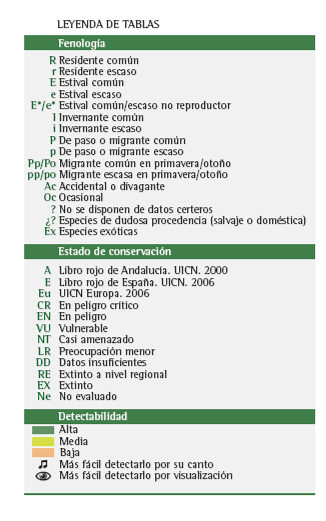 LEYENDA DE TABLAS
Fenología
R Residente común
r Residente escaso
E Estival común
e Estival escaso
E*/e* Estival común/escaso no reproductor
I Invernante común
i Invernante escaso
P De paso o migrante común
p De paso o migrante escaso
Pp/Po Migrante común en primavera/otoño
pp/po Migrante escasa en primavera/otoño
Ac Accidental o divagante
Oc Ocasional
? No se disponen de datos certeros
¿? Especies de dudosa procedencia (salvaje o doméstica)
Ex Especies exóticas
Estado de conservación
A Libro rojo de Andalucía. UICN. 2000
E Libro rojo de España. UICN. 2006
Eu UICN Europa. 2006
CR En peligro crítico
EN En peligro
VU Vulnerable
NT Casi amenazado
LR Preocupación menor
DD Datos insuficientes
RE Extinto a nivel regional
EX Extinto
Ne No evaluado
Detectabilidad
Alta
Media
Baja
Más fácil detectarlo por su canto
Más fácil detectarlo por visualización